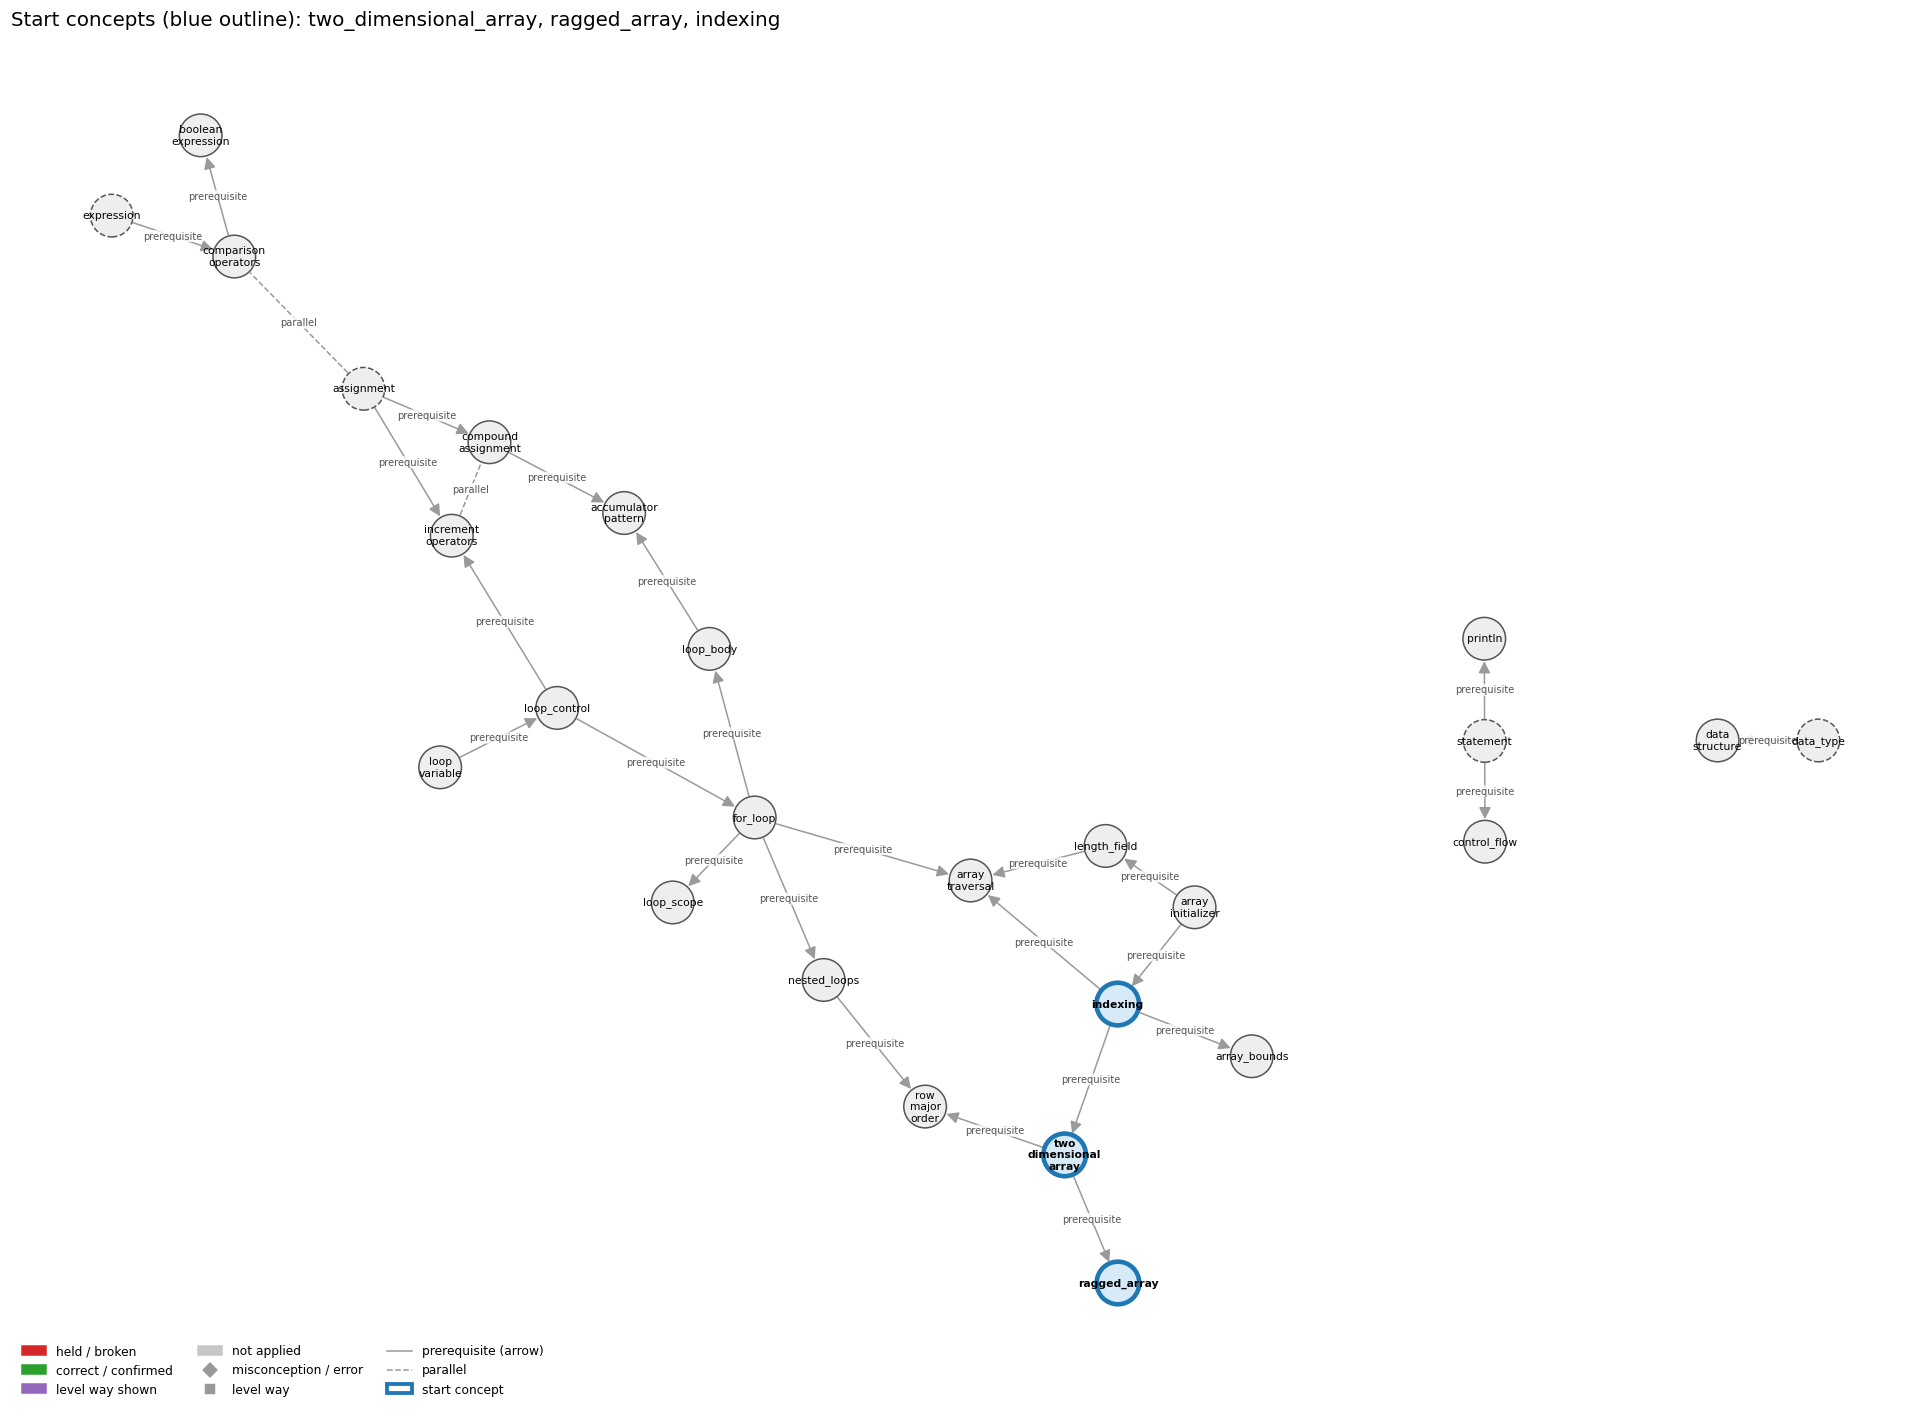 Start concepts (blue outline): two_dimensional_array, ragged_array, indexing
boolean
expression
prerequisite
expression
prerequisite
comparison
operators
parallel
assignment
prerequisite
compound
assignment
prerequisite
prerequisite
parallel
accumulator
pattern
increment
operators
prerequisite
prerequisite
println
loop_body
prerequisite
loop_control
prerequisite
prerequisite
statement
data
structure
prerequisite
data_type
prerequisite
loop
variable
prerequisite
for_loop
control_flow
length_field
prerequisite
prerequisite
prerequisite
prerequisite
array
traversal
prerequisite
loop_scope
array
initializer
prerequisite
prerequisite
nested_loops
indexing
prerequisite
array_bounds
prerequisite
prerequisite
row
major
order
prerequisite
two
dimensional
array
prerequisite
ragged_array
held / broken
correct / confirmed
level way shown
not applied
misconception / error
level way
prerequisite (arrow)
parallel
start concept